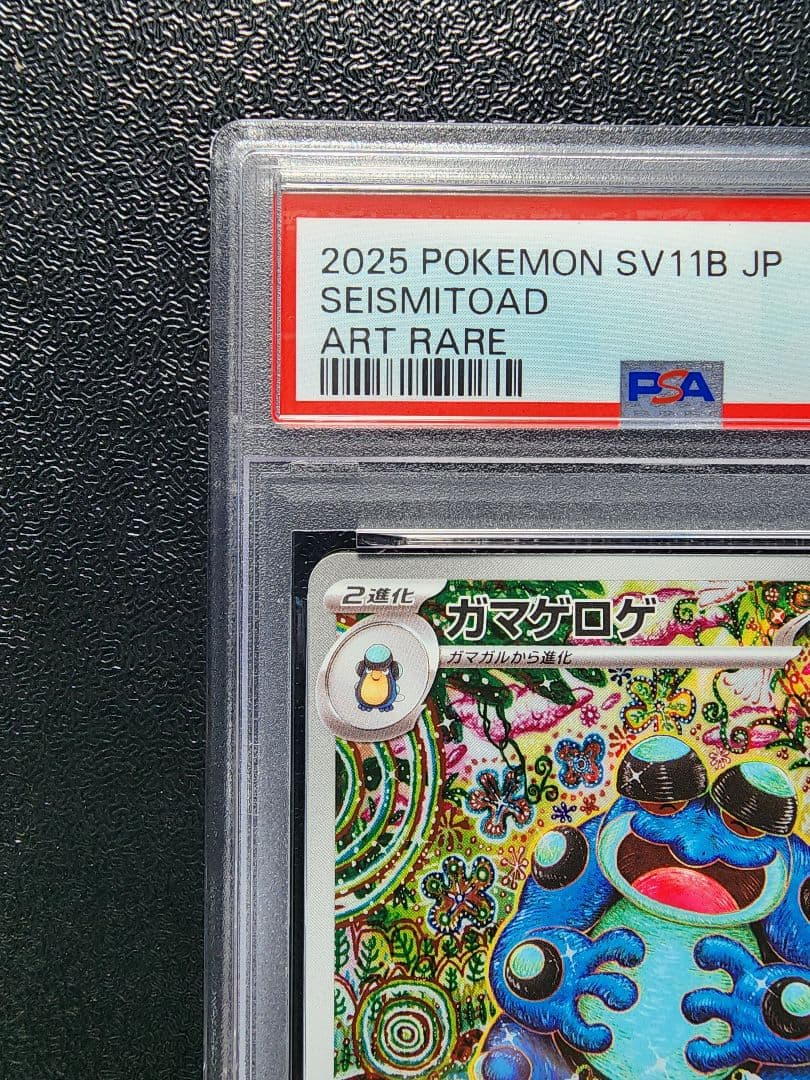 2025 POKEMON SV11B JP
SEISMITOAD
ART RARE
PSA
2進化
ガマゲロゲ
ガマガルから進化